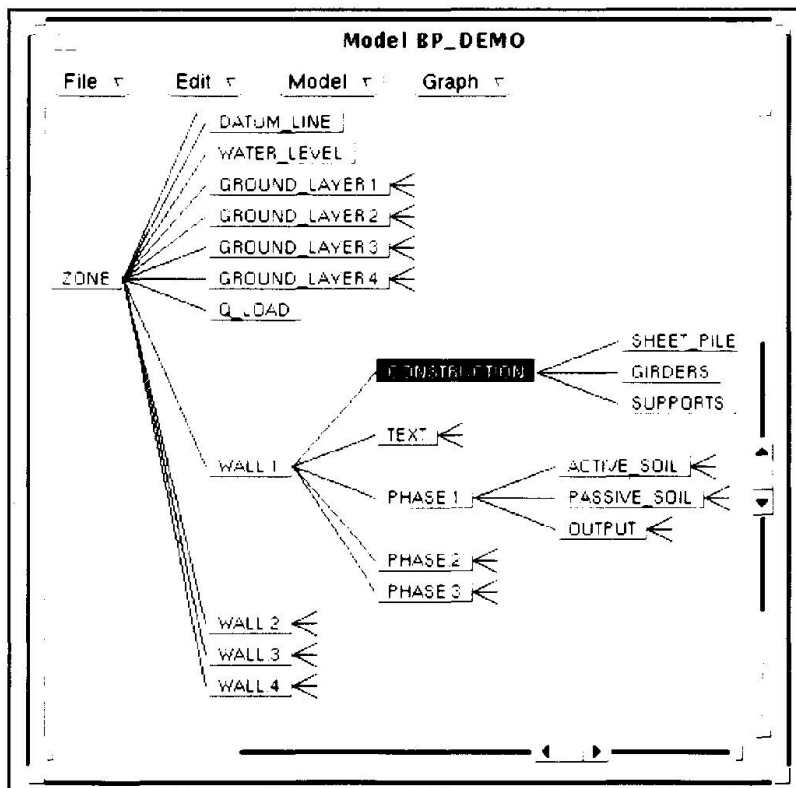 Model BP_DEMO
File Edit Model Graph
DATUM_LINE
WATER_LEVEL
GROUND_LAYER 1
GROUND_LAYER 2
GROUND_LAYER 3
ZONE GROUND_LAYER 4
Q_LOAD
SHEET_PILE
CONSTRUCTION GIRDERS
SUPPORTS
TEXT
WALL 1 ACTIVE_SOIL
PHASE 1 PASSIVE_SOIL
OUTPUT
PHASE 2
PHASE 3
WALL 2
WALL 3
WALL 4